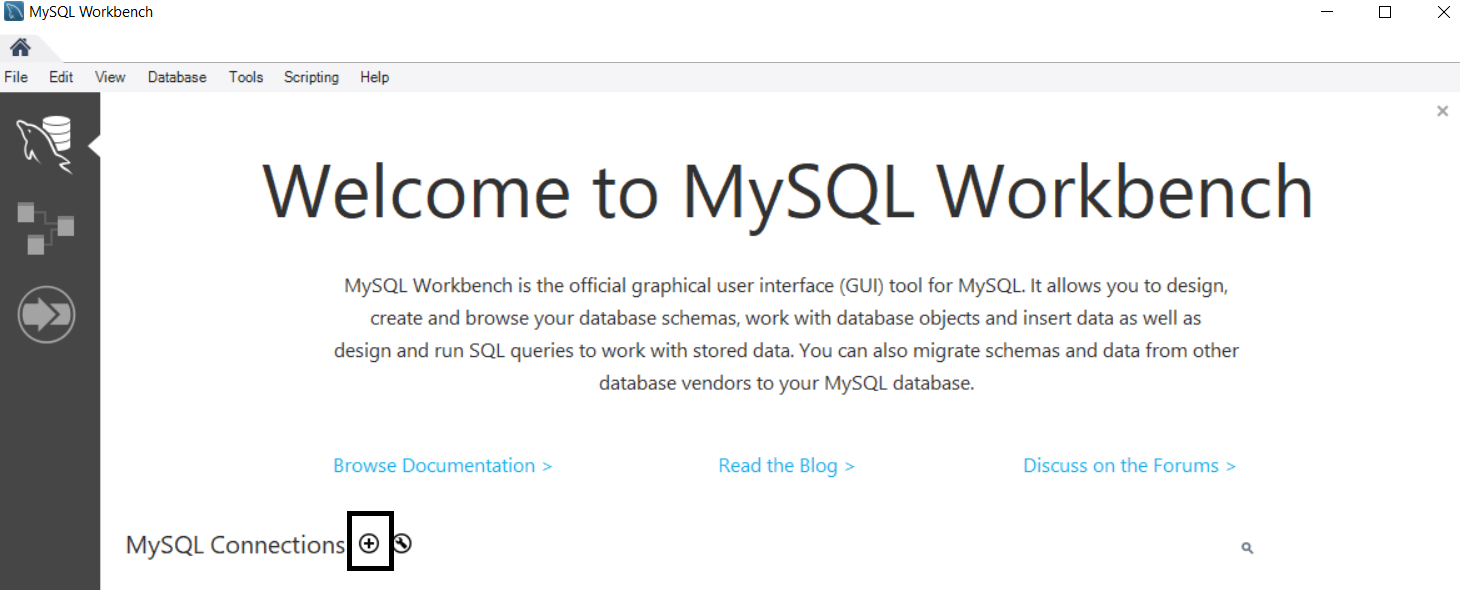 MySQL Workbench
File Edit View Database Tools Scripting Help
Welcome to MySQL Workbench
MySQL Workbench is the official graphical user interface (GUI) tool for MySQL. It allows you to design,
create and browse your database schemas, work with database objects and insert data as well as
design and run SQL queries to work with stored data. You can also migrate schemas and data from other
database vendors to your MySQL database.
Browse Documentation > Read the Blog > Discuss on the Forums >
MySQL Connections